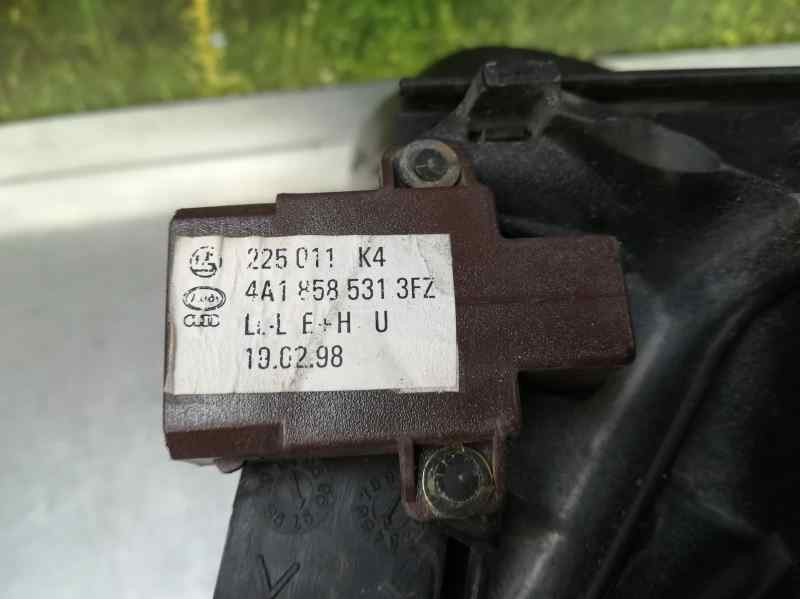 225 011 K4
4A1 858 531 3FZ
L-L E+H U
19.02.98